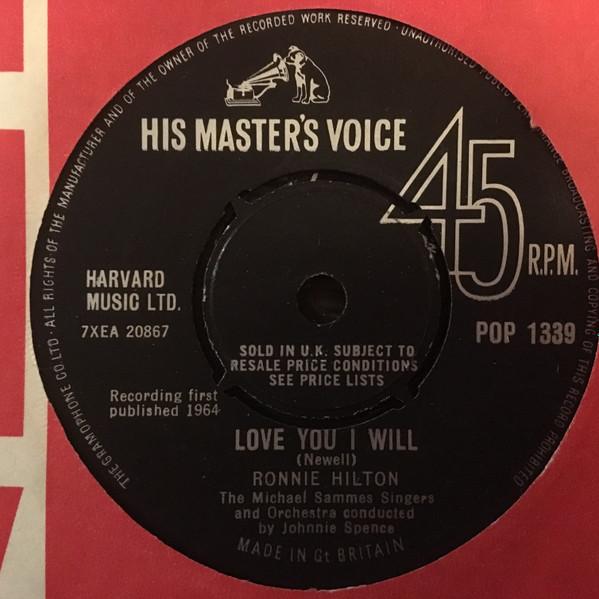 THE GRAMOPHONE CO. LTD. · ALL RIGHTS OF THE MANUFACTURER AND OF THE OWNER OF THE RECORDED WORK RESERVED · UNAUTHORISED PUBLIC BROADCASTING AND COPYING OF THIS RECORD PROHIBITED
HIS MASTER'S VOICE
45
R.P.M.
HARVARD
MUSIC LTD.
7XEA 20867
POP 1339
SOLD IN U.K. SUBJECT TO
RESALE PRICE CONDITIONS
SEE PRICE LISTS
Recording first
published 1964
LOVE YOU I WILL
(Newell)
RONNIE HILTON
The Michael Sammes Singers
and Orchestra conducted
by Johnnie Spence
MADE IN Gt BRITAIN